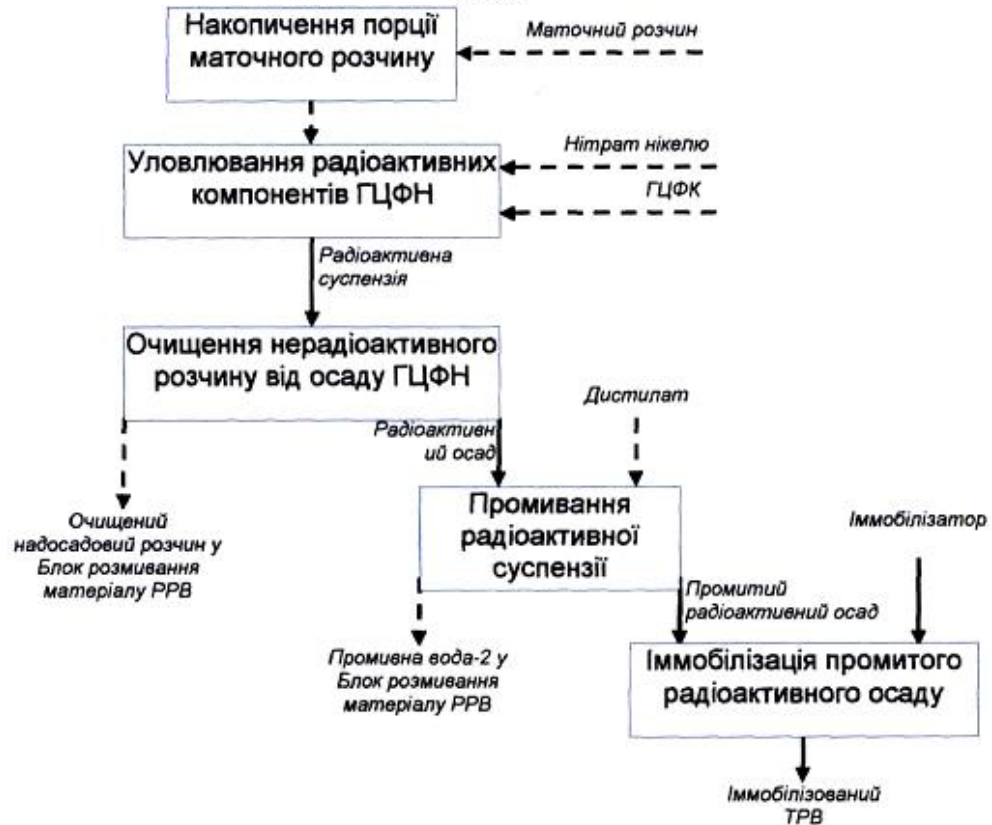 Накопичення порції
маточного розчину
Маточний розчин
Уловлювання радіоактивних
компонентів ГЦФН
Нітрат нікелю
ГЦФК
Радіоактивна
суспензія
Очищення нерадіоактивного
розчину від осаду ГЦФН
Дистилат
Радіоактивн
ий осад
Очищений
надосадовий розчин у
Блок розмивання
матеріалу РРВ
Промивання
радіоактивної
суспензії
Іммобілізатор
Промитий
радіоактивний осад
Промивна вода-2 у
Блок розмивання
матеріалу РРВ
Іммобілізація промитого
радіоактивного осаду
Іммобілізований
ТРВ